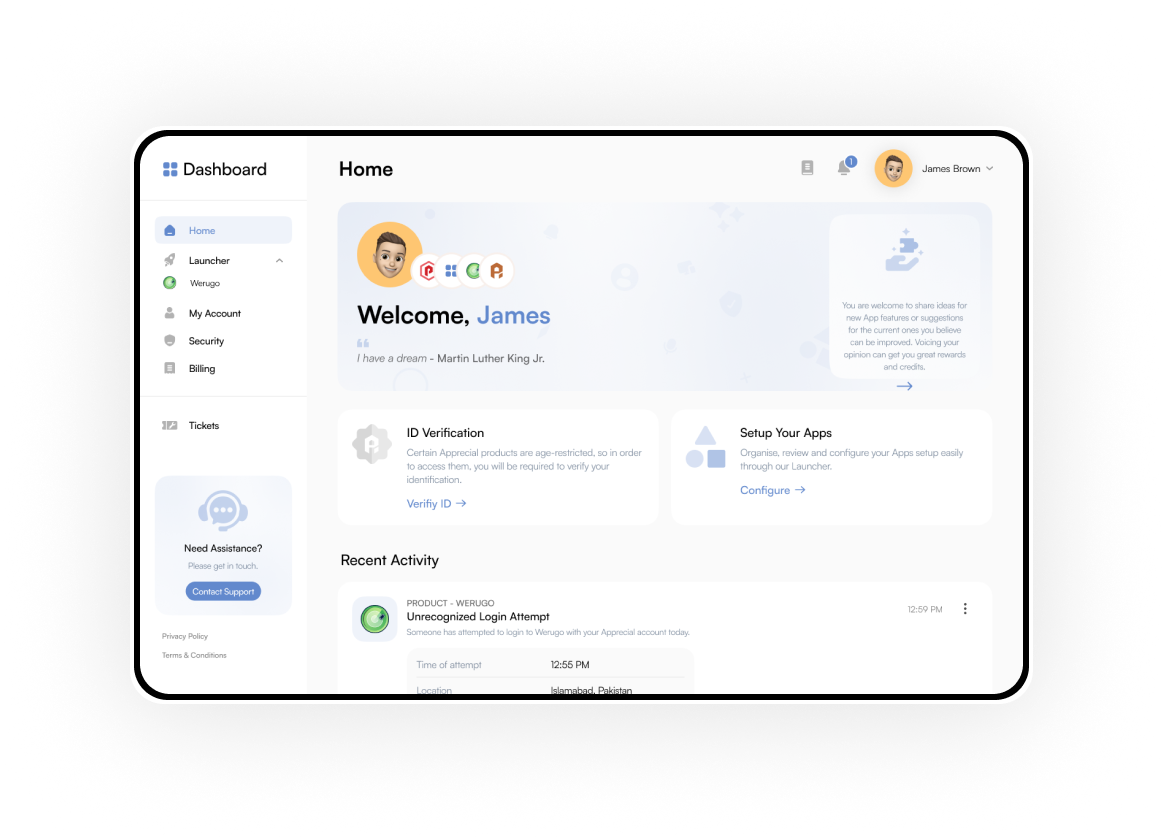 Dashboard
Home
1
James Brown
Home
Launcher
Werugo
My Account
Security
Billing
Tickets
Need Assistance?
Please get in touch.
Contact Support
Privacy Policy
Terms & Conditions
Welcome, James
I have a dream - Martin Luther King Jr.
You are welcome to share ideas for
new App features or suggestions
for the current ones you believe
can be improved. Voicing your
opinion can get you great rewards
and credits.
ID Verification
Certain Apprecial products are age-restricted, so in order
to access them, you will be required to verify your
identification.
Verifiy ID
Setup Your Apps
Organise, review and configure your Apps setup easily
through our Launcher.
Configure
Recent Activity
PRODUCT - WERUGO
Unrecognized Login Attempt
Someone has attempted to login to Werugo with your Apprecial account today.
12:59 PM
Time of attempt 12:55 PM
Location Islamabad, Pakistan